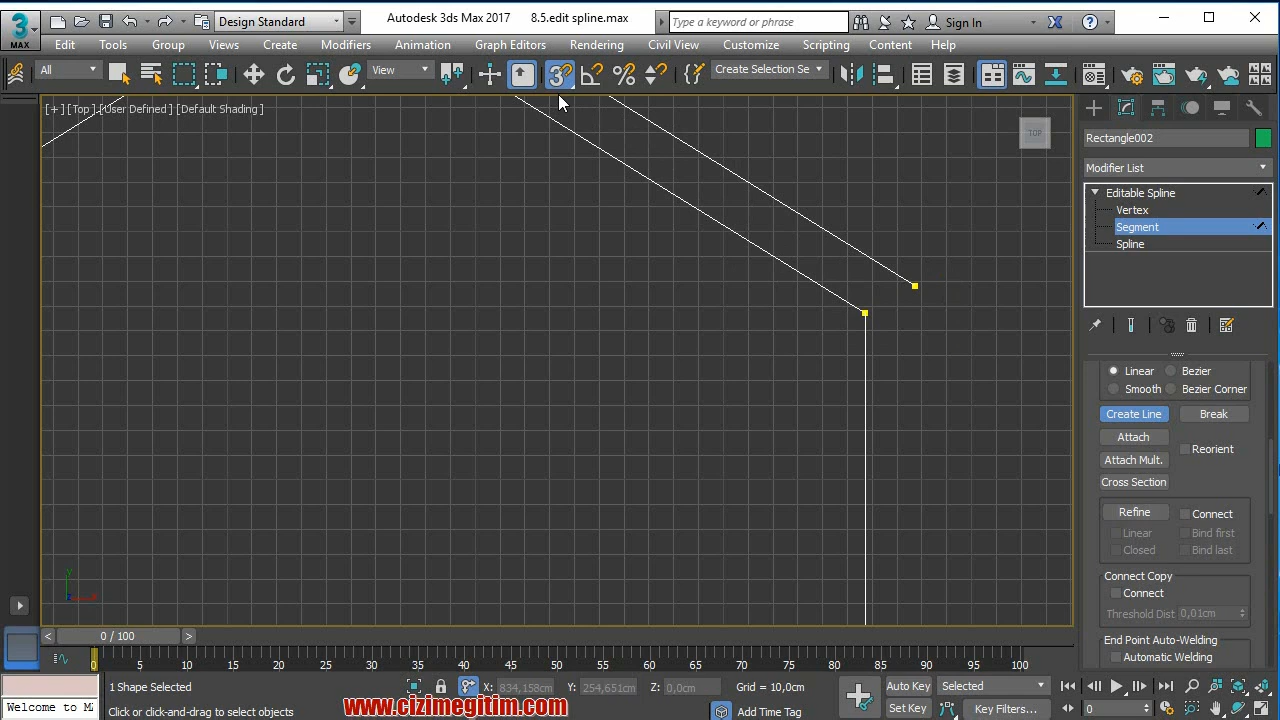 3
MAX
Design Standard
Autodesk 3ds Max 2017
8.5.edit spline.max
Type a keyword or phrase
Sign In
Edit
Tools
Group
Views
Create
Modifiers
Animation
Graph Editors
Rendering
Civil View
Customize
Scripting
Content
Help
All
View
3
Create Selection Se
[+] [Top ] [User Defined ] [Default Shading ]
TOP
Rectangle002
Modifier List
Editable Spline
Vertex
Segment
Spline
Linear
Bezier
Smooth
Bezier Corner
Create Line
Break
Attach
Reorient
Attach Mult.
Cross Section
Refine
Connect
Linear
Bind first
Closed
Bind last
Connect Copy
Connect
Threshold Dist 0,01cm
End Point Auto-Welding
Automatic Welding
< 0 / 100 >
0 5 10 15 20 25 30 35 40 45 50 55 60 65 70 75 80 85 90 95 100
1 Shape Selected
X: 834,158cm
Y: 254,651cm
Z: 0,0cm
Grid = 10,0cm
Auto Key
Selected
Welcome to M
Click or click-and-drag to select objects
www.cizimegitim.com
Add Time Tag
Set Key
Key Filters...
0